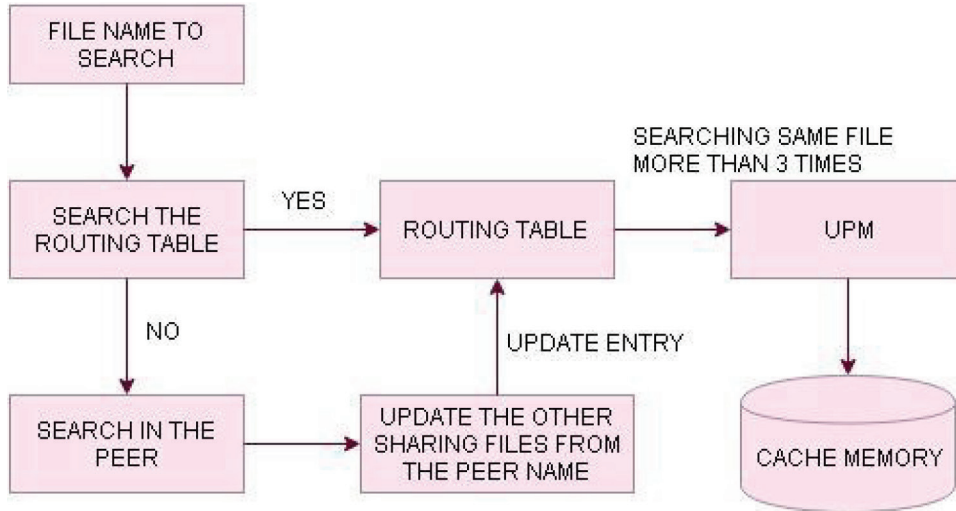 FILE NAME TO
SEARCH
SEARCHING SAME FILE
MORE THAN 3 TIMES
SEARCH THE
ROUTING TABLE
YES
ROUTING TABLE
UPM
NO
UPDATE ENTRY
SEARCH IN THE
PEER
UPDATE THE OTHER
SHARING FILES FROM
THE PEER NAME
CACHE MEMORY